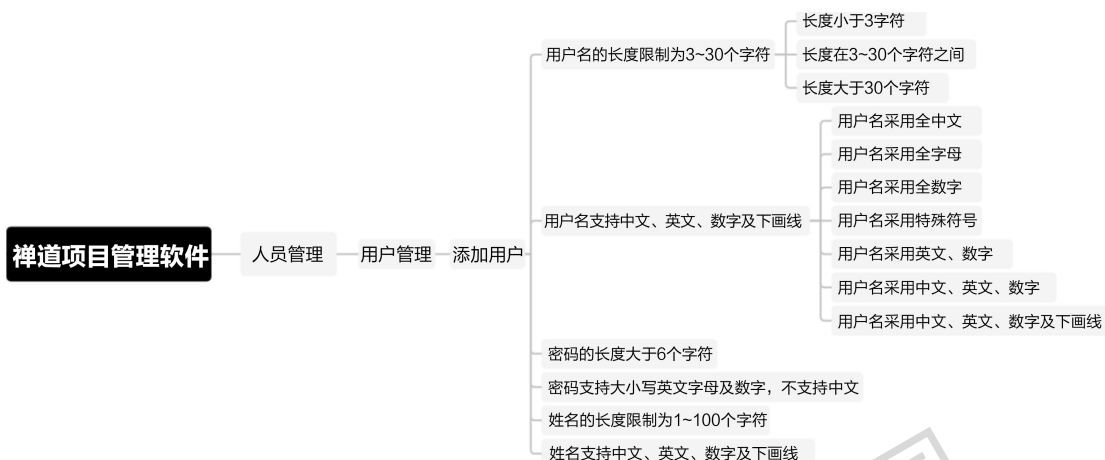 禅道项目管理软件
人员管理
用户管理
添加用户
用户名的长度限制为3~30个字符
长度小于3字符
长度在3~30个字符之间
长度大于30个字符
用户名支持中文、英文、数字及下画线
用户名采用全中文
用户名采用全字母
用户名采用全数字
用户名采用特殊符号
用户名采用英文、数字
用户名采用中文、英文、数字
用户名采用中文、英文、数字及下画线
密码的长度大于6个字符
密码支持大小写英文字母及数字，不支持中文
姓名的长度限制为1~100个字符
姓名支持中文、英文、数字及下画线